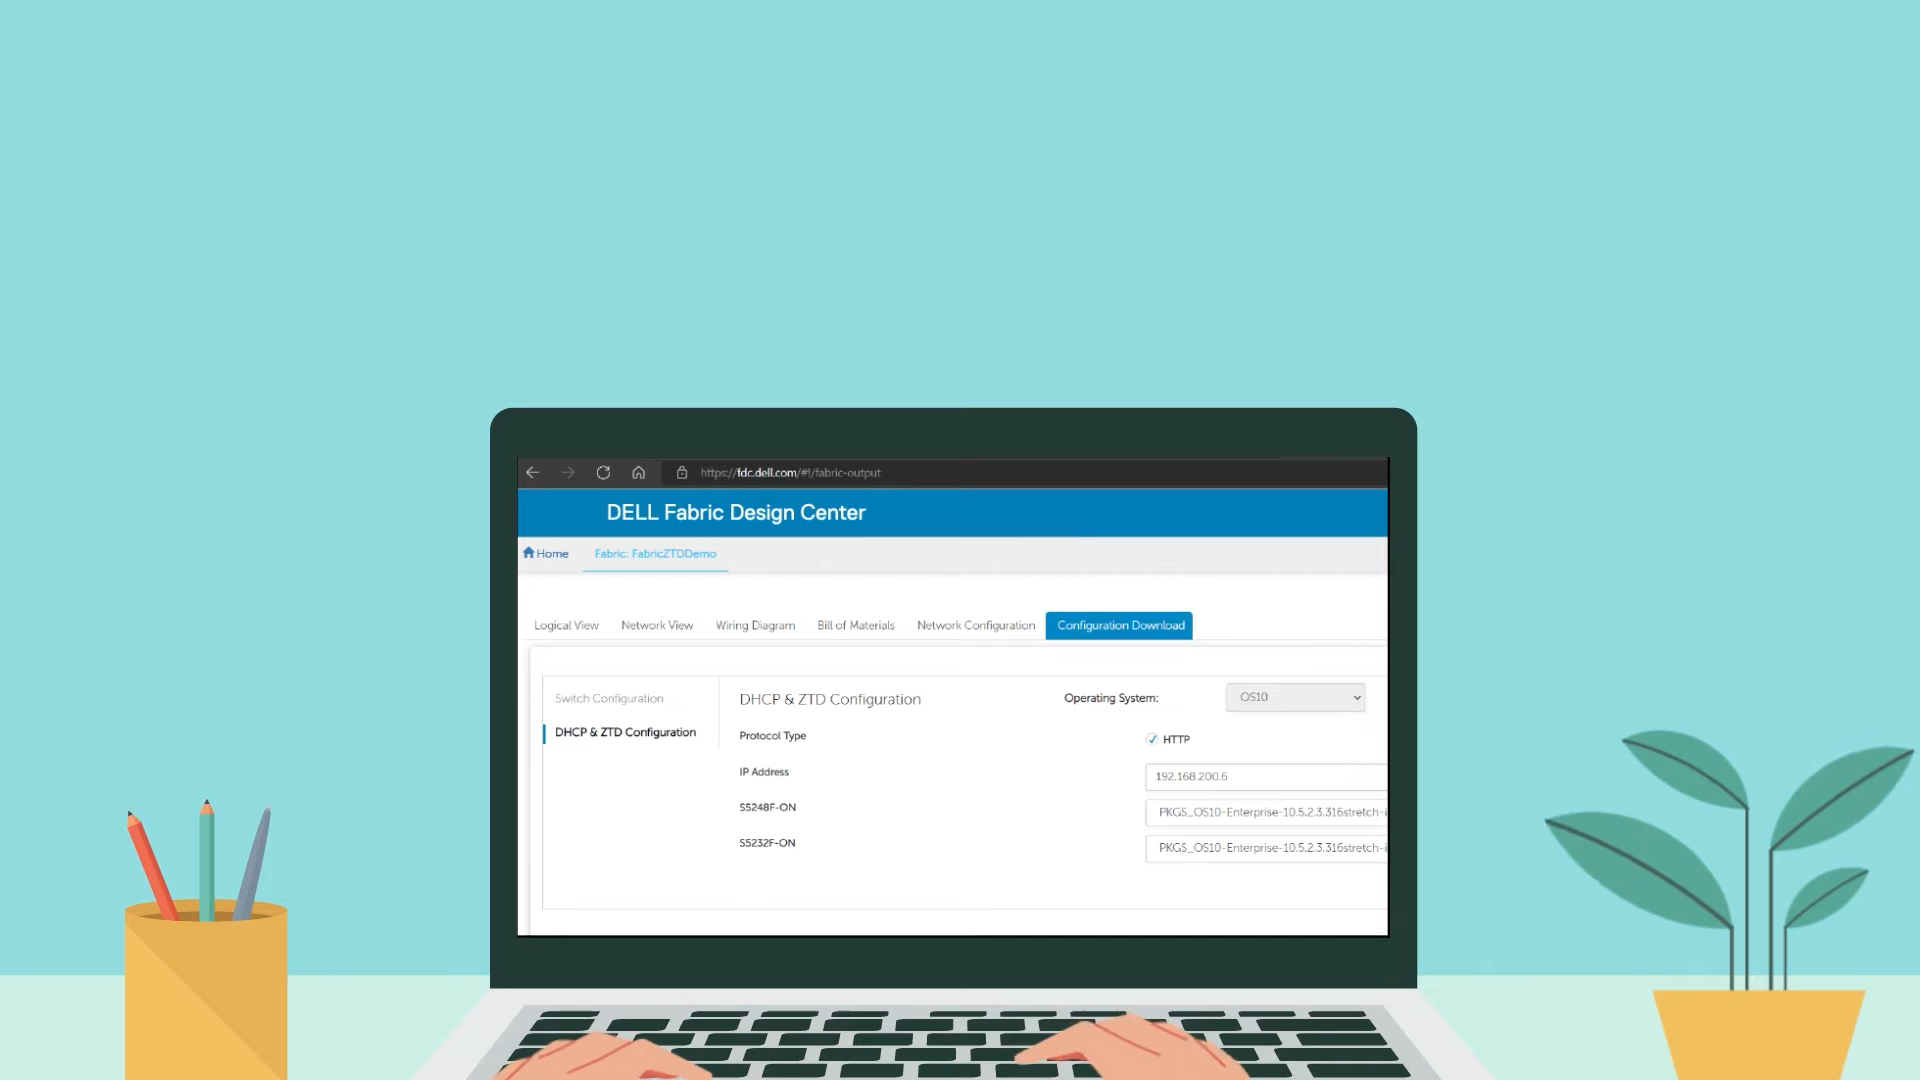 https://fdc.dell.com/#!/fabric-output
DELL Fabric Design Center
Home Fabric: FabricZTDDemo
Logical View Network View Wiring Diagram Bill of Materials Network Configuration Configuration Download
Switch Configuration
DHCP & ZTD Configuration
DHCP & ZTD Configuration Operating System: OS10
Protocol Type HTTP
IP Address 192.168.200.6
S5248F-ON PKGS_OS10-Enterprise-10.5.2.3.316stretch-i
S5232F-ON PKGS_OS10-Enterprise-10.5.2.3.316stretch-i